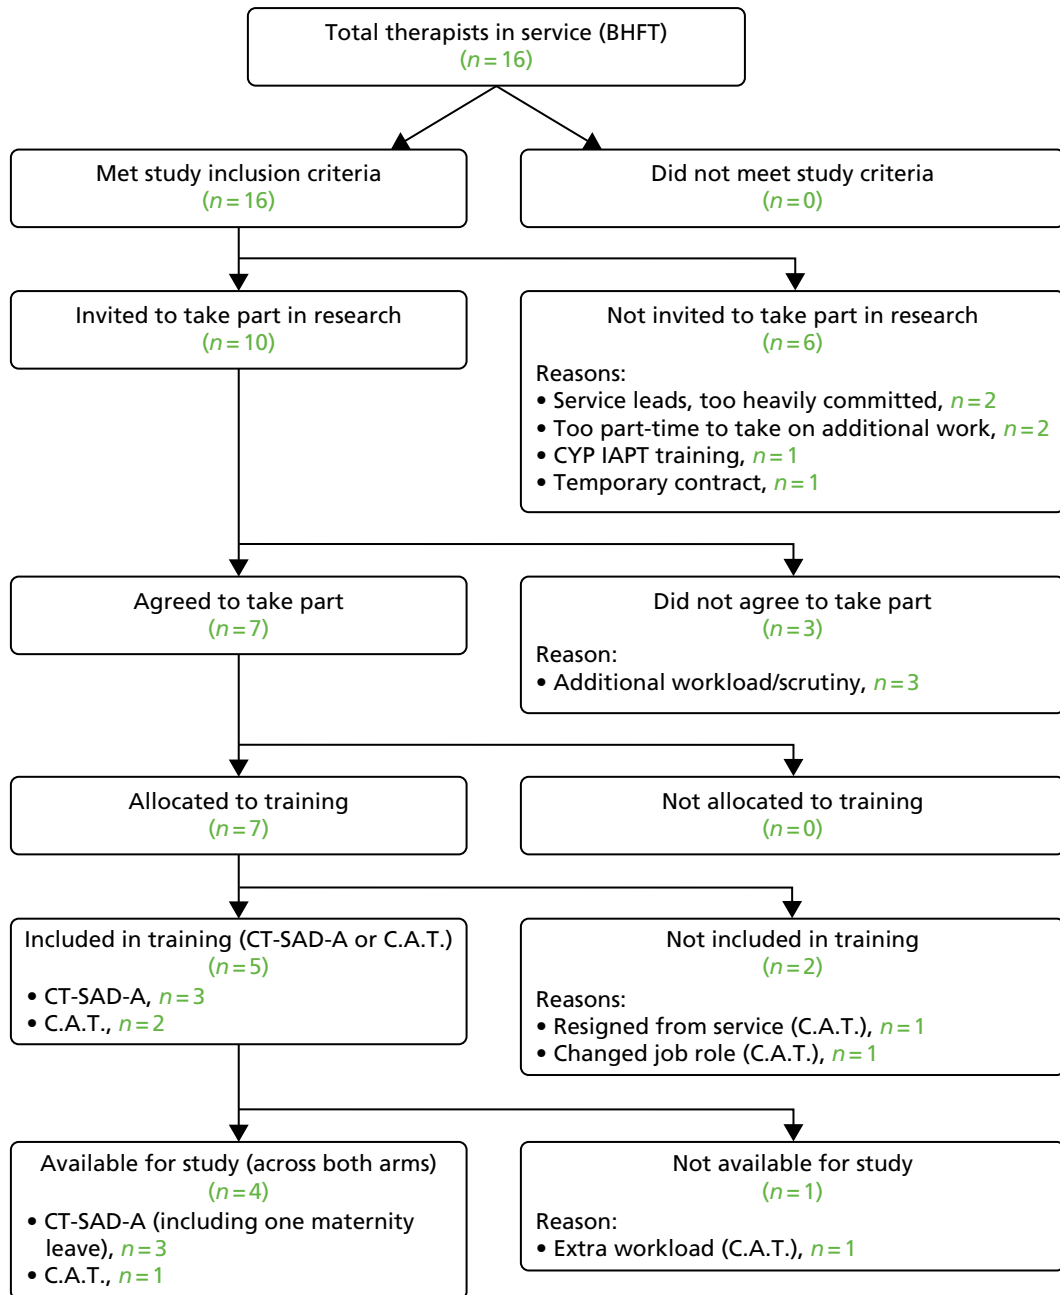 Total therapists in service (BHFT)
(n = 16)
Met study inclusion criteria
(n = 16)
Did not meet study criteria
(n = 0)
Invited to take part in research
(n = 10)
Not invited to take part in research
(n = 6)
Reasons:
• Service leads, too heavily committed, n = 2
• Too part-time to take on additional work, n = 2
• CYP IAPT training, n = 1
• Temporary contract, n = 1
Agreed to take part
(n = 7)
Did not agree to take part
(n = 3)
Reason:
• Additional workload/scrutiny, n = 3
Allocated to training
(n = 7)
Not allocated to training
(n = 0)
Included in training (CT-SAD-A or C.A.T.)
(n = 5)
• CT-SAD-A, n = 3
• C.A.T., n = 2
Not included in training
(n = 2)
Reasons:
• Resigned from service (C.A.T.), n = 1
• Changed job role (C.A.T.), n = 1
Available for study (across both arms)
(n = 4)
• CT-SAD-A (including one maternity
leave), n = 3
• C.A.T., n = 1
Not available for study
(n = 1)
Reason:
• Extra workload (C.A.T.), n = 1